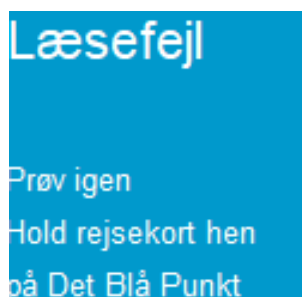 Læsefejl
Prøv igen
Hold rejsekort hen
på Det Blå Punkt